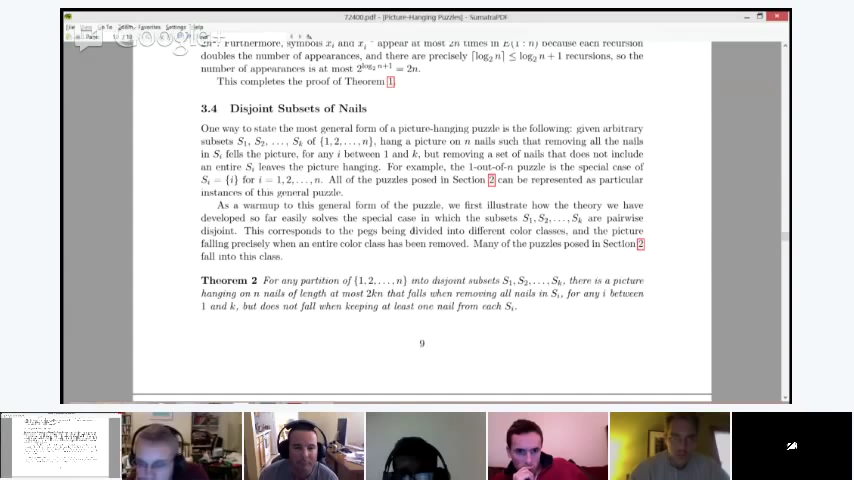 72400.pdf - [Picture-Hanging Puzzles] - SumatraPDF
File View Go To Zoom Favorites Settings Help
Page:
Google+
2n². Furthermore, symbols xᵢ and xᵢ⁻¹ appear at most 2n times in E(1 : n) because each recursion
doubles the number of appearances, and there are precisely ⌈log₂ n⌉ ≤ log₂ n + 1 recursions, so the
number of appearances is at most 2^{log₂ n+1} = 2n.
This completes the proof of Theorem 1.
3.4 Disjoint Subsets of Nails
One way to state the most general form of a picture-hanging puzzle is the following: given arbitrary
subsets S₁, S₂, . . . , Sₖ of {1, 2, . . . , n}, hang a picture on n nails such that removing all the nails
in Sᵢ fells the picture, for any i between 1 and k, but removing a set of nails that does not include
an entire Sᵢ leaves the picture hanging. For example, the 1-out-of-n puzzle is the special case of
Sᵢ = {i} for i = 1, 2, . . . , n. All of the puzzles posed in Section 2 can be represented as particular
instances of this general puzzle.
As a warmup to this general form of the puzzle, we first illustrate how the theory we have
developed so far easily solves the special case in which the subsets S₁, S₂, . . . , Sₖ are pairwise
disjoint. This corresponds to the pegs being divided into different color classes, and the picture
falling precisely when an entire color class has been removed. Many of the puzzles posed in Section 2
fall into this class.
Theorem 2 For any partition of {1, 2, . . . , n} into disjoint subsets S₁, S₂, . . . , Sₖ, there is a picture
hanging on n nails of length at most 2kn that falls when removing all nails in Sᵢ, for any i between
1 and k, but does not fall when keeping at least one nail from each Sᵢ.
9